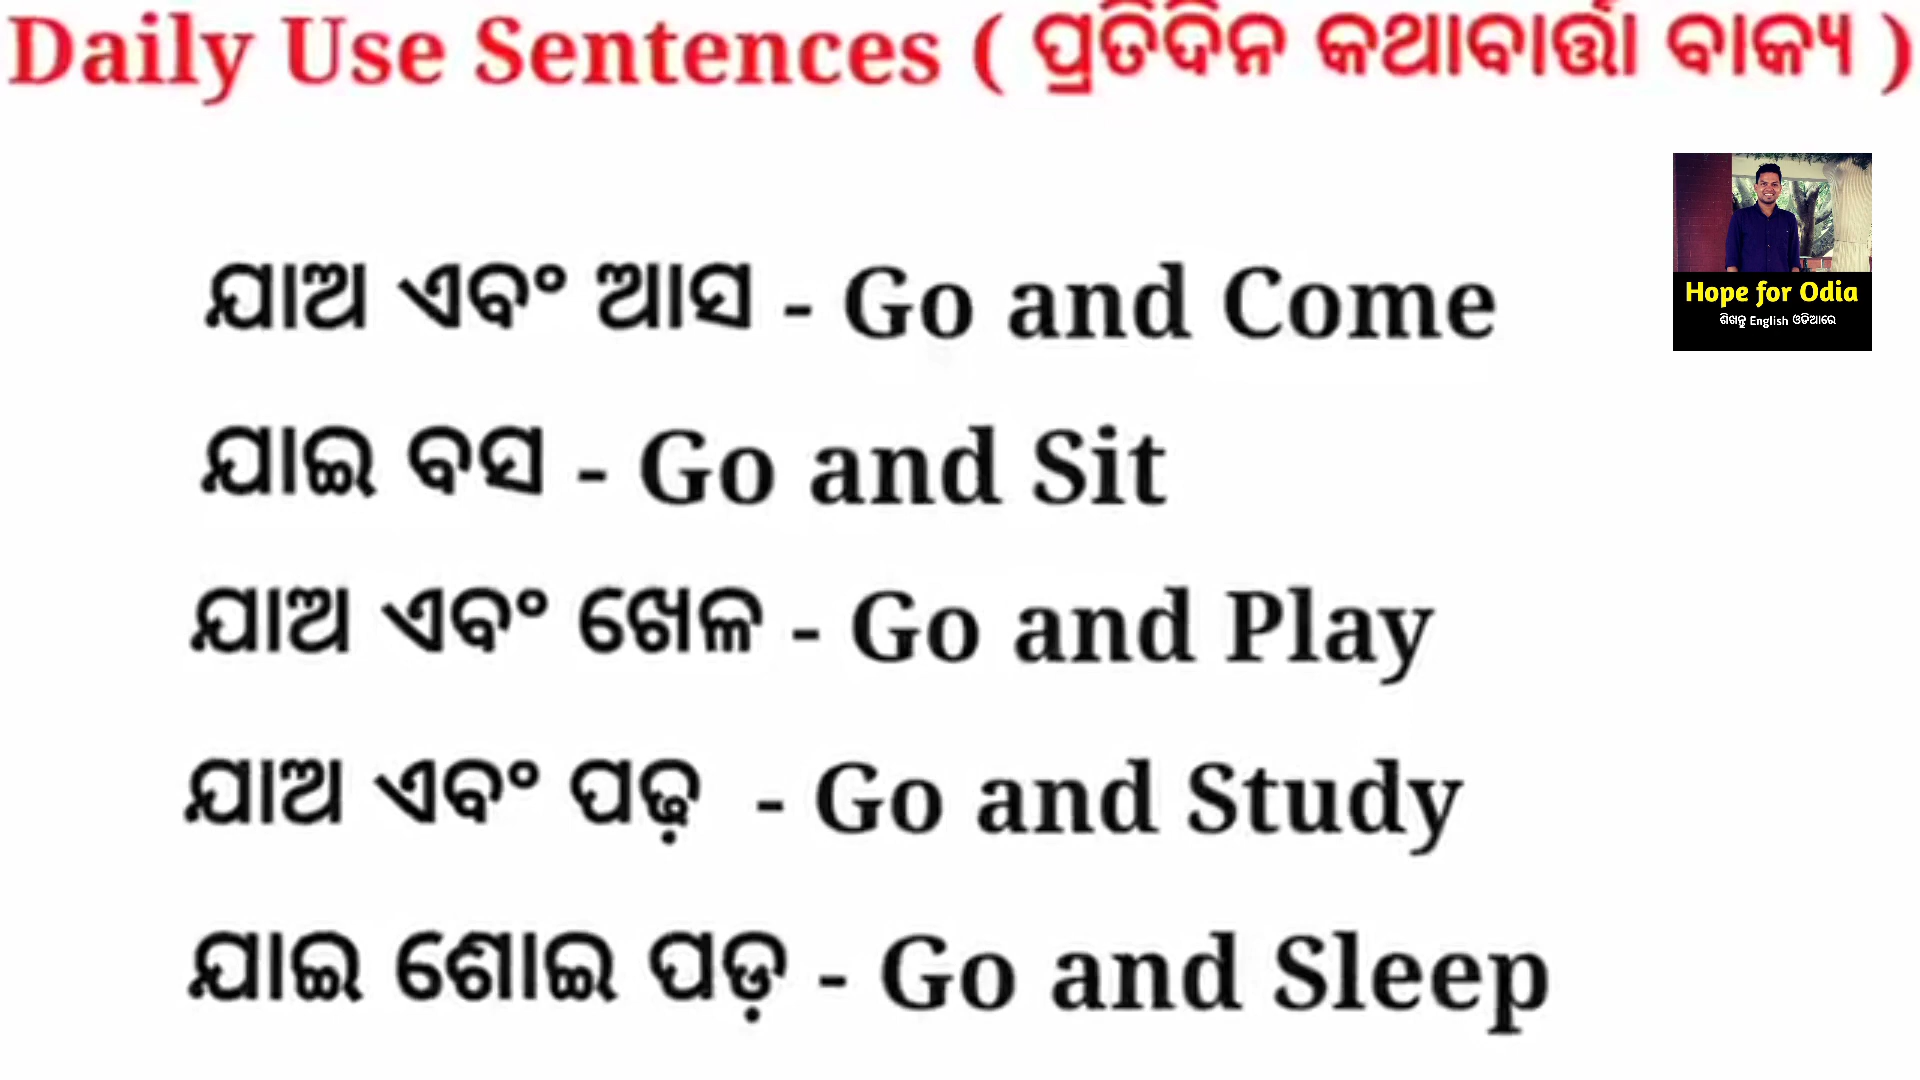 Daily Use Sentences ( ପ୍ରତିଦିନ କଥାବାର୍ତ୍ତା ବାକ୍ୟ )
ଯାଅ ଏବଂ ଆସ - Go and Come
Hope for Odia
ଶିଖନ୍ତୁ English ଓଡିଆରେ
ଯାଇ ବସ - Go and Sit
ଯାଅ ଏବଂ ଖେଳ - Go and Play
ଯାଅ ଏବଂ ପଢ଼ - Go and Study
ଯାଇ ଶୋଇ ପଡ଼ - Go and Sleep